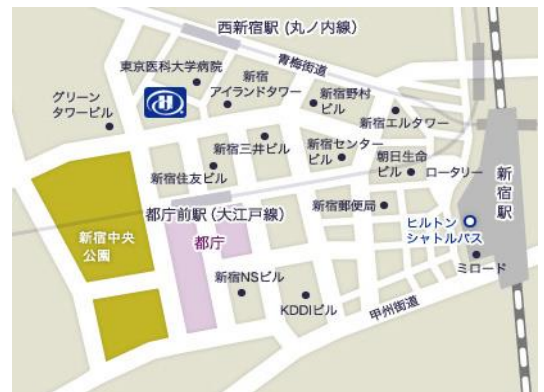 西新宿駅 (丸ノ内線)
青梅街道
東京医科大学病院
新宿
アイランドタワー
グリーン
タワービル
H
新宿野村
ビル
新宿エルタワー
新宿三井ビル
新宿センター
ビル
朝日生命
ビル
ロータリー
新宿住友ビル
新宿駅
都庁前駅 (大江戸線)
新宿郵便局
新宿中央
公園
都庁
ヒルトン
シャトルバス
ミロード
新宿NSビル
KDDIビル
甲州街道